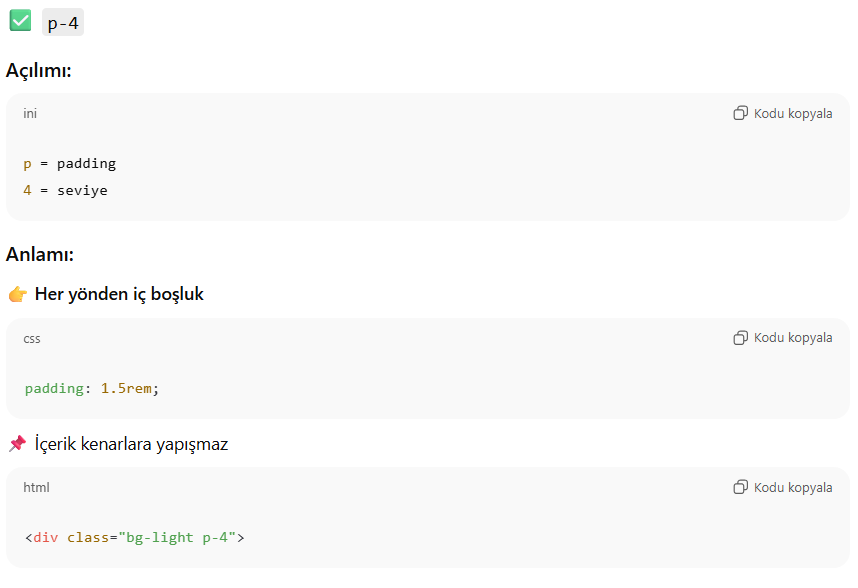 p-4
Açılımı:
ini
Kodu kopyala
p = padding
4 = seviye
Anlamı:
Her yönden iç boşluk
css
Kodu kopyala
padding: 1.5rem;
İçerik kenarlara yapışmaz
html
Kodu kopyala
<div class="bg-light p-4">